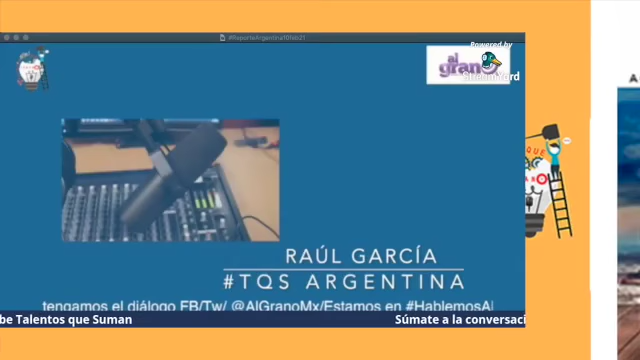 #ReporteArgentina10feb21
Powered by
al
grano
RAÚL GARCÍA
#TQS ARGENTINA
tengamos el diálogo FB/Tw/ @AlGranoMx/Estamos en #HablemosAl
be Talentos que Suman
Súmate a la conversaci